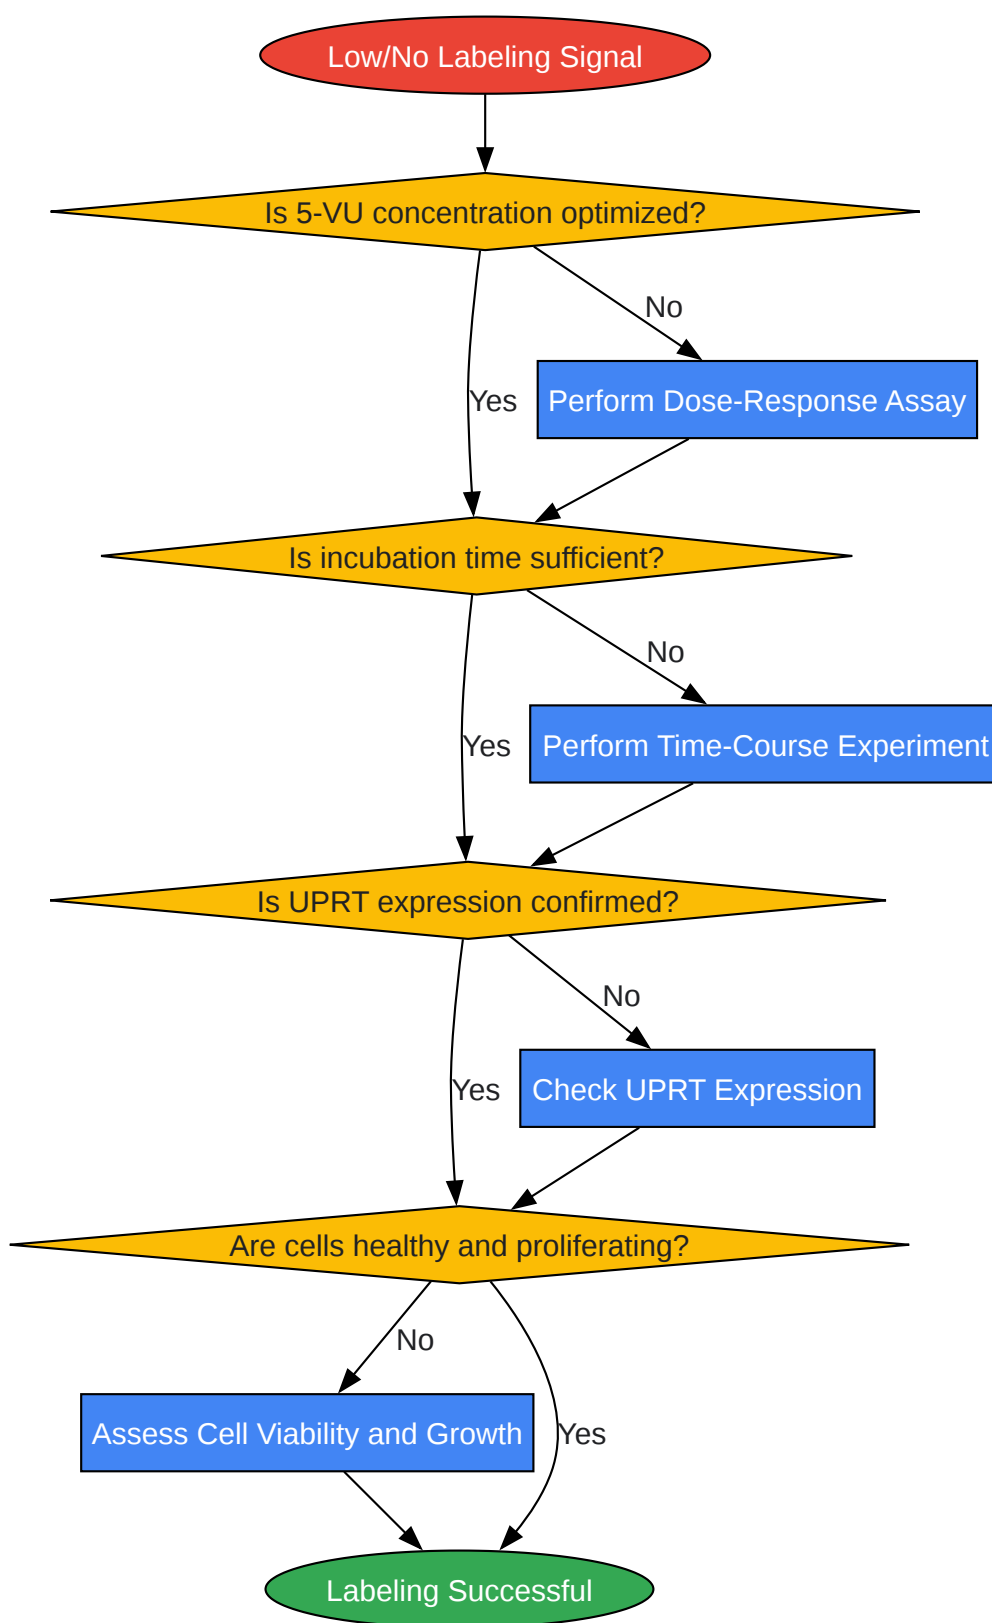 Low/No Labeling Signal
Is 5-VU concentration optimized?
No
Yes
Perform Dose-Response Assay
Is incubation time sufficient?
No
Yes
Perform Time-Course Experiment
Is UPRT expression confirmed?
No
Yes
Check UPRT Expression
Are cells healthy and proliferating?
No
Assess Cell Viability and Growth
Yes
Labeling Successful